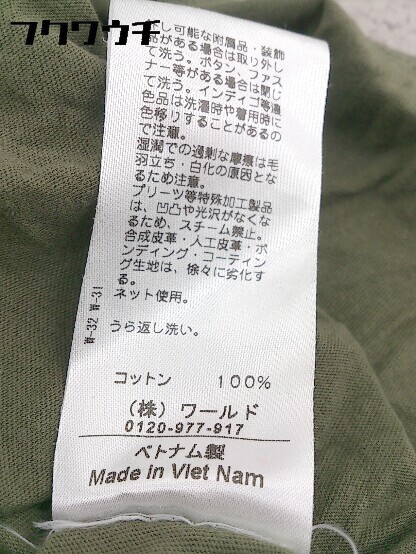 フクウロウチ
し可能な附属品・装飾
がある場合は取り外し
て洗う。ボタン、ファス
ナー等がある場合は閉じ
て洗う。インディゴ等濃
色品は洗濯時や着用時に
色移りすることがあるの
で注意。
湿潤での過剰な摩擦は毛
羽立ち・白化の原因とな
るため注意。
プリーツ等特殊加工製品
は、凹凸や光沢がなくな
るため、スチーム禁止。
合成皮革・人工皮革・ボ
ンディング・コーティン
グ生地は、徐々に劣化す
る。
ネット使用。
うら返し洗い。
W-32 W-31
コットン 100%
(株) ワールド
0120-977-917
ベトナム製
Made in Viet Nam